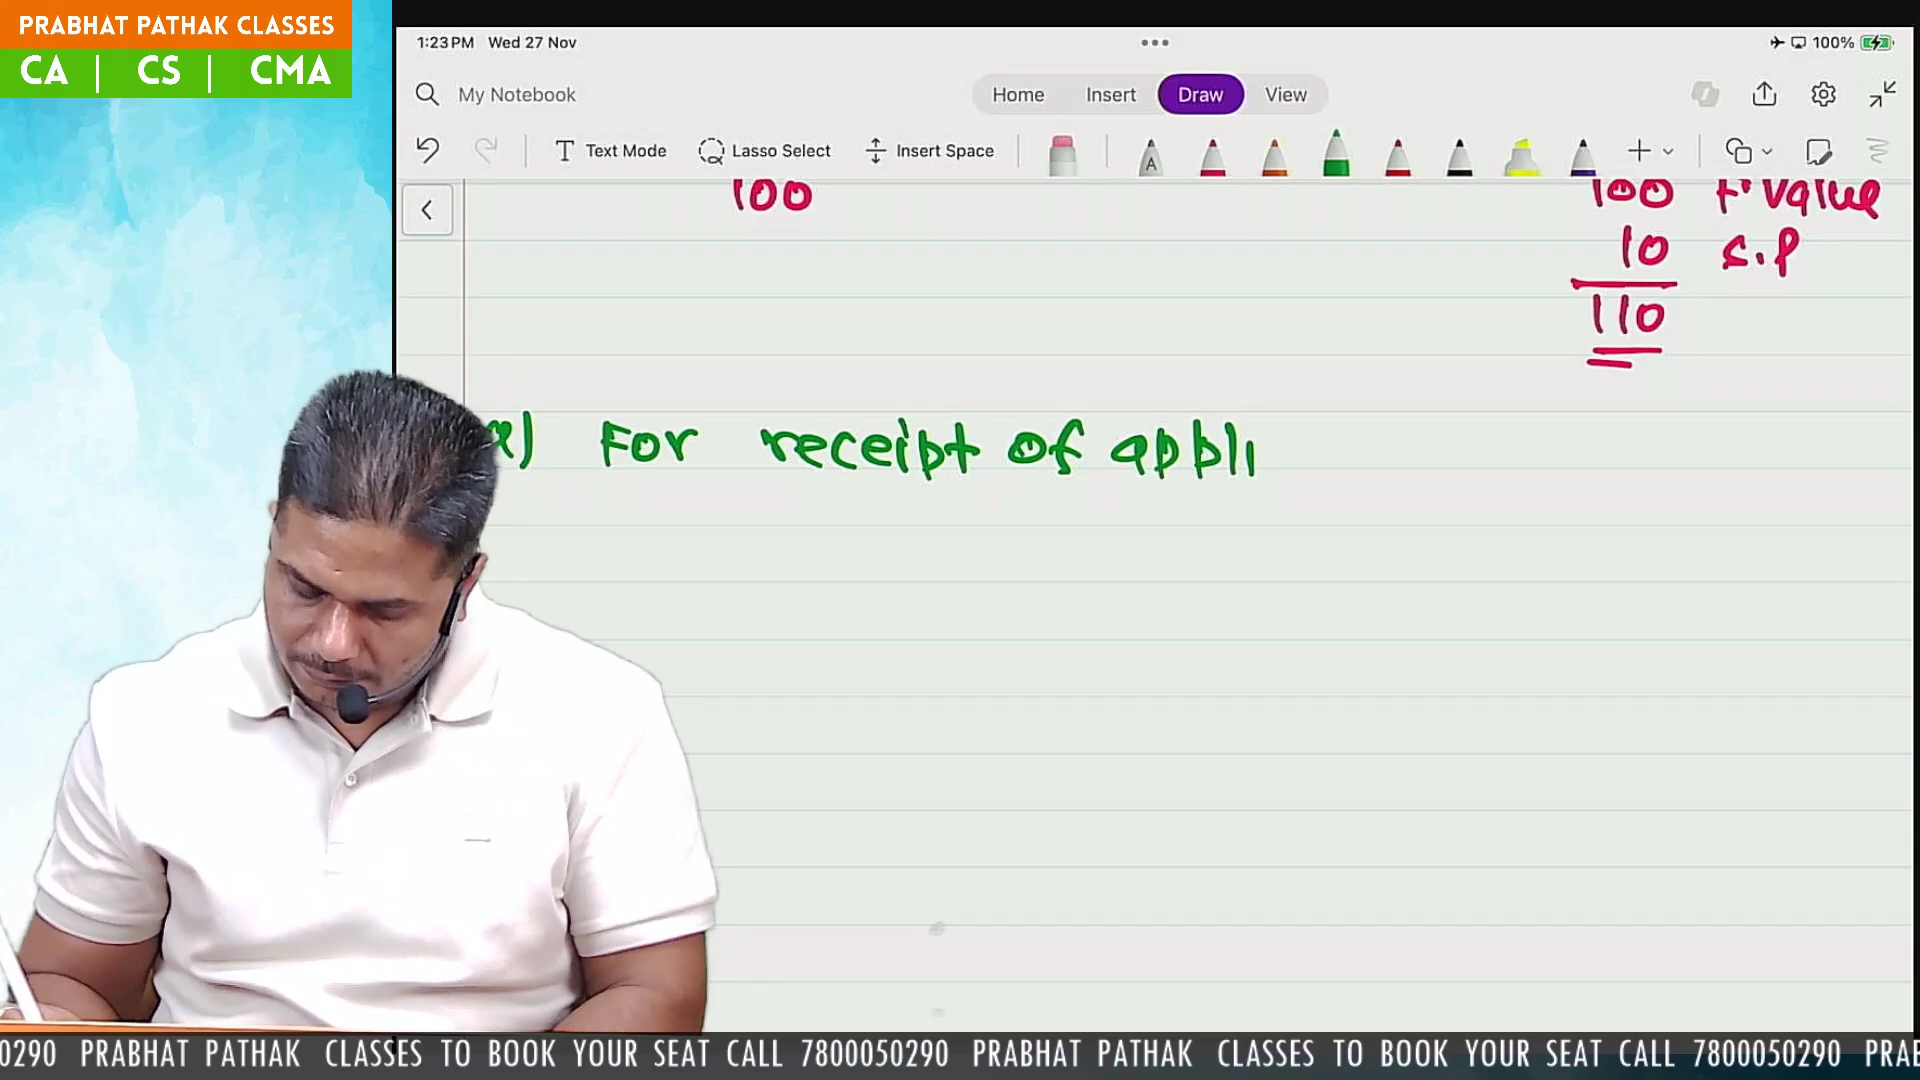 PRABHAT PATHAK CLASSES
CA | CS | CMA
1:23 PM Wed 27 Nov
100%
My Notebook
Home Insert Draw View
Text Mode Lasso Select Insert Space
A
100 100 F. Value
10 S.P
110
a) For receipt of appli
0290 PRABHAT PATHAK CLASSES TO BOOK YOUR SEAT CALL 7800050290 PRABHAT PATHAK CLASSES TO BOOK YOUR SEAT CALL 7800050290 PRAB